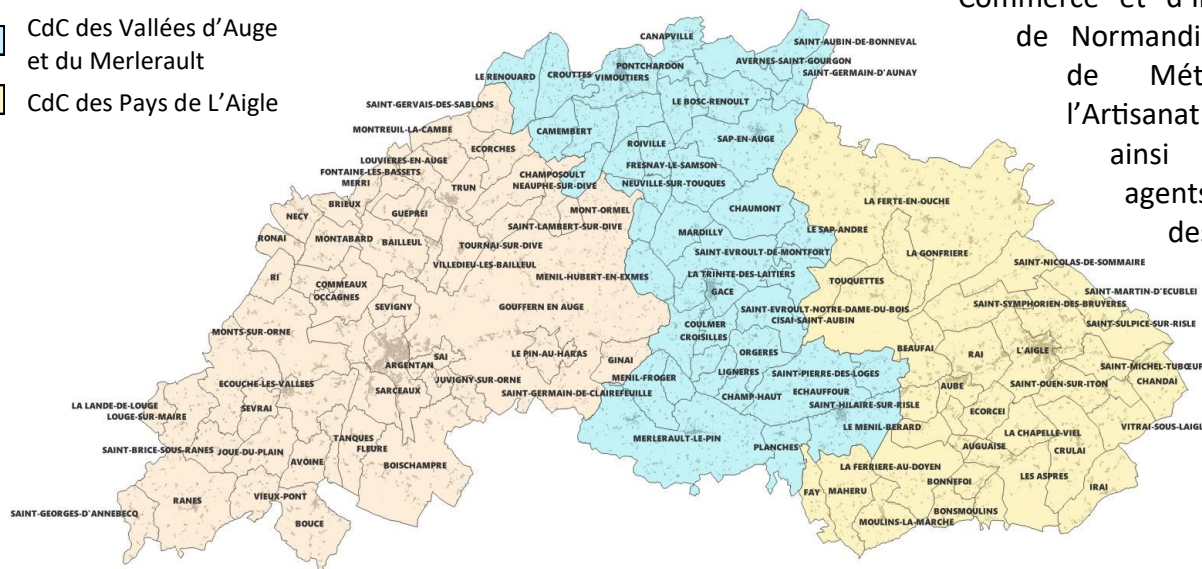 CdC des Vallées d'Auge
et du Merlerault
CdC des Pays de L'Aigle
de Normandi
de Mét
l'Artisanat
ainsi
agents
de
CANAPVILLE
SAINT-AUBIN-DE-BONNEVAL
PONTCHARDON
AVERNES-SAINT-GOURGON
LE RENOUARD
CROUTTES
VIMOUTIERS
SAINT-GERMAIN-D'AUNAY
SAINT-GERVAIS-DES-SABLONS
LE BOSC-RENOULT
MONTREUIL-LA-CAMBE
CAMEMBERT
SAP-EN-AUGE
ROIVILLE
ECORCHES
LOUVIERES-EN-AUGE
FRESNAY-LE-SAMSON
FONTAINE-LES-BASSETS
CHAMPOSOULT
MERRI
TRUN
NEAUPHE-SUR-DIVE
NEUVILLE-SUR-TOUQUES
BRIEUX
LA FERTE-EN-OUCHE
NECY
GUEPREI
MONT-ORMEL
CHAUMONT
SAINT-LAMBERT-SUR-DIVE
LE SAP-ANDRE
RONAI
MONTABARD
BAILLEUL
MARDILLY
TOURNAI-SUR-DIVE
SAINT-EVROULT-DE-MONTFORT
LA GONFRIERE
VILLEDIEU-LES-BAILLEUL
SAINT-NICOLAS-DE-SOMMAIRE
RI
MENIL-HUBERT-EN-EXMES
LA TRINITE-DES-LAITIERS
COMMEAUX
TOUQUETTES
GACE
SAINT-MARTIN-D'ECUBLEI
OCCAGNES
SEVIGNY
GOUFFERN EN AUGE
SAINT-EVROULT-NOTRE-DAME-DU-BOIS
SAINT-SYMPHORIEN-DES-BRUYERES
CISAI-SAINT-AUBIN
COULMER
SAINT-SULPICE-SUR-RISLE
MONTS-SUR-ORNE
CROISILLES
BEAUFAI
L'AIGLE
LE PIN-AU-HARAS
ORGERES
RAI
SAI
GINAI
ARGENTAN
LIGNERES
SAINT-PIERRE-DES-LOGES
SAINT-MICHEL-TUBŒUF
JUVIGNY-SUR-ORNE
MENIL-FROGER
CHANDAI
ECOUCHE-LES-VALLEES
SARCEAUX
AUBE
SAINT-OUEN-SUR-ITON
SAINT-GERMAIN-DE-CLAIREFEUILLE
CHAMP-HAUT
ECHAUFFOUR
LA LANDE-DE-LOUGE
SEVRAI
SAINT-HILAIRE-SUR-RISLE
ECORCEI
LOUGE-SUR-MAIRE
LE MENIL-BERARD
VITRAI-SOUS-LAIGL
TANQUES
MERLERAULT-LE-PIN
LA CHAPELLE-VIEL
SAINT-BRICE-SOUS-RANES
JOUE-DU-PLAIN
FLEURE
PLANCHES
AUGUAISE
CRULAI
AVOINE
BOISCHAMPRE
LA FERRIERE-AU-DOYEN
LES ASPRES
BONNEFOI
IRAI
RANES
VIEUX-PONT
FAY
MAHERU
SAINT-GEORGES-D'ANNEBECQ
BONSMOULINS
BOUCE
MOULINS-LA-MARCHE